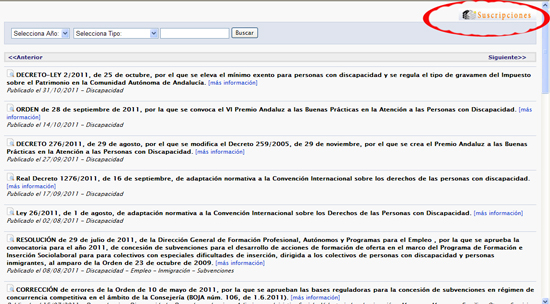 Suscripciones
Selecciona Año: Selecciona Tipo: Buscar
<<Anterior Siguiente>>
DECRETO-LEY 2/2011, de 25 de octubre, por el que se eleva el mínimo exento para personas con discapacidad y se regula el tipo de gravamen del Impuesto
sobre el Patrimonio en la Comunidad Autónoma de Andalucía. [más información]
Publicado el 31/10/2011 - Discapacidad
ORDEN de 28 de septiembre de 2011, por la que se convoca el VI Premio Andaluz a las Buenas Prácticas en la Atención a las Personas con Discapacidad. [más
información]
Publicado el 14/10/2011 - Discapacidad
DECRETO 276/2011, de 29 de agosto, por el que se modifica el Decreto 259/2005, de 29 de noviembre, por el que se crea el Premio Andaluz a las Buenas
Prácticas en la Atención a las Personas con Discapacidad. [más información]
Publicado el 27/09/2011 - Discapacidad
Real Decreto 1276/2011, de 16 de septiembre, de adaptación normativa a la Convención Internacional sobre los derechos de las personas con discapacidad.
[más información]
Publicado el 17/09/2011 - Discapacidad
Ley 26/2011, de 1 de agosto, de adaptación normativa a la Convención Internacional sobre los Derechos de las Personas con Discapacidad. [más información]
Publicado el 02/08/2011 - Discapacidad
RESOLUCIÓN de 29 de julio de 2011, de la Dirección General de Formación Profesional, Autónomos y Programas para el Empleo , por la que se aprueba la
convocatoria para el año 2011, de concesión de subvenciones para el desarrollo de acciones de formación de oferta en el marco del Programa de Formación e
Inserción Sociolaboral para para colectivos con especiales dificultades de inserción, dirigida a los colectivos de personas con discapacidad y personas
inmigrantes, al amparo de la Orden de 23 de octubre de 2009. [más información]
Publicado el 08/08/2011 - Discapacidad - Empleo - Inmigración - Subvenciones
CORRECCIÓN de errores de la Orden de 10 de mayo de 2011, por la que se aprueban las bases reguladoras para la concesión de subvenciones en régimen de
concurrencia competitiva en el ámbito de la Consejería (BOJA núm. 106, de 1.6.2011). [más información]